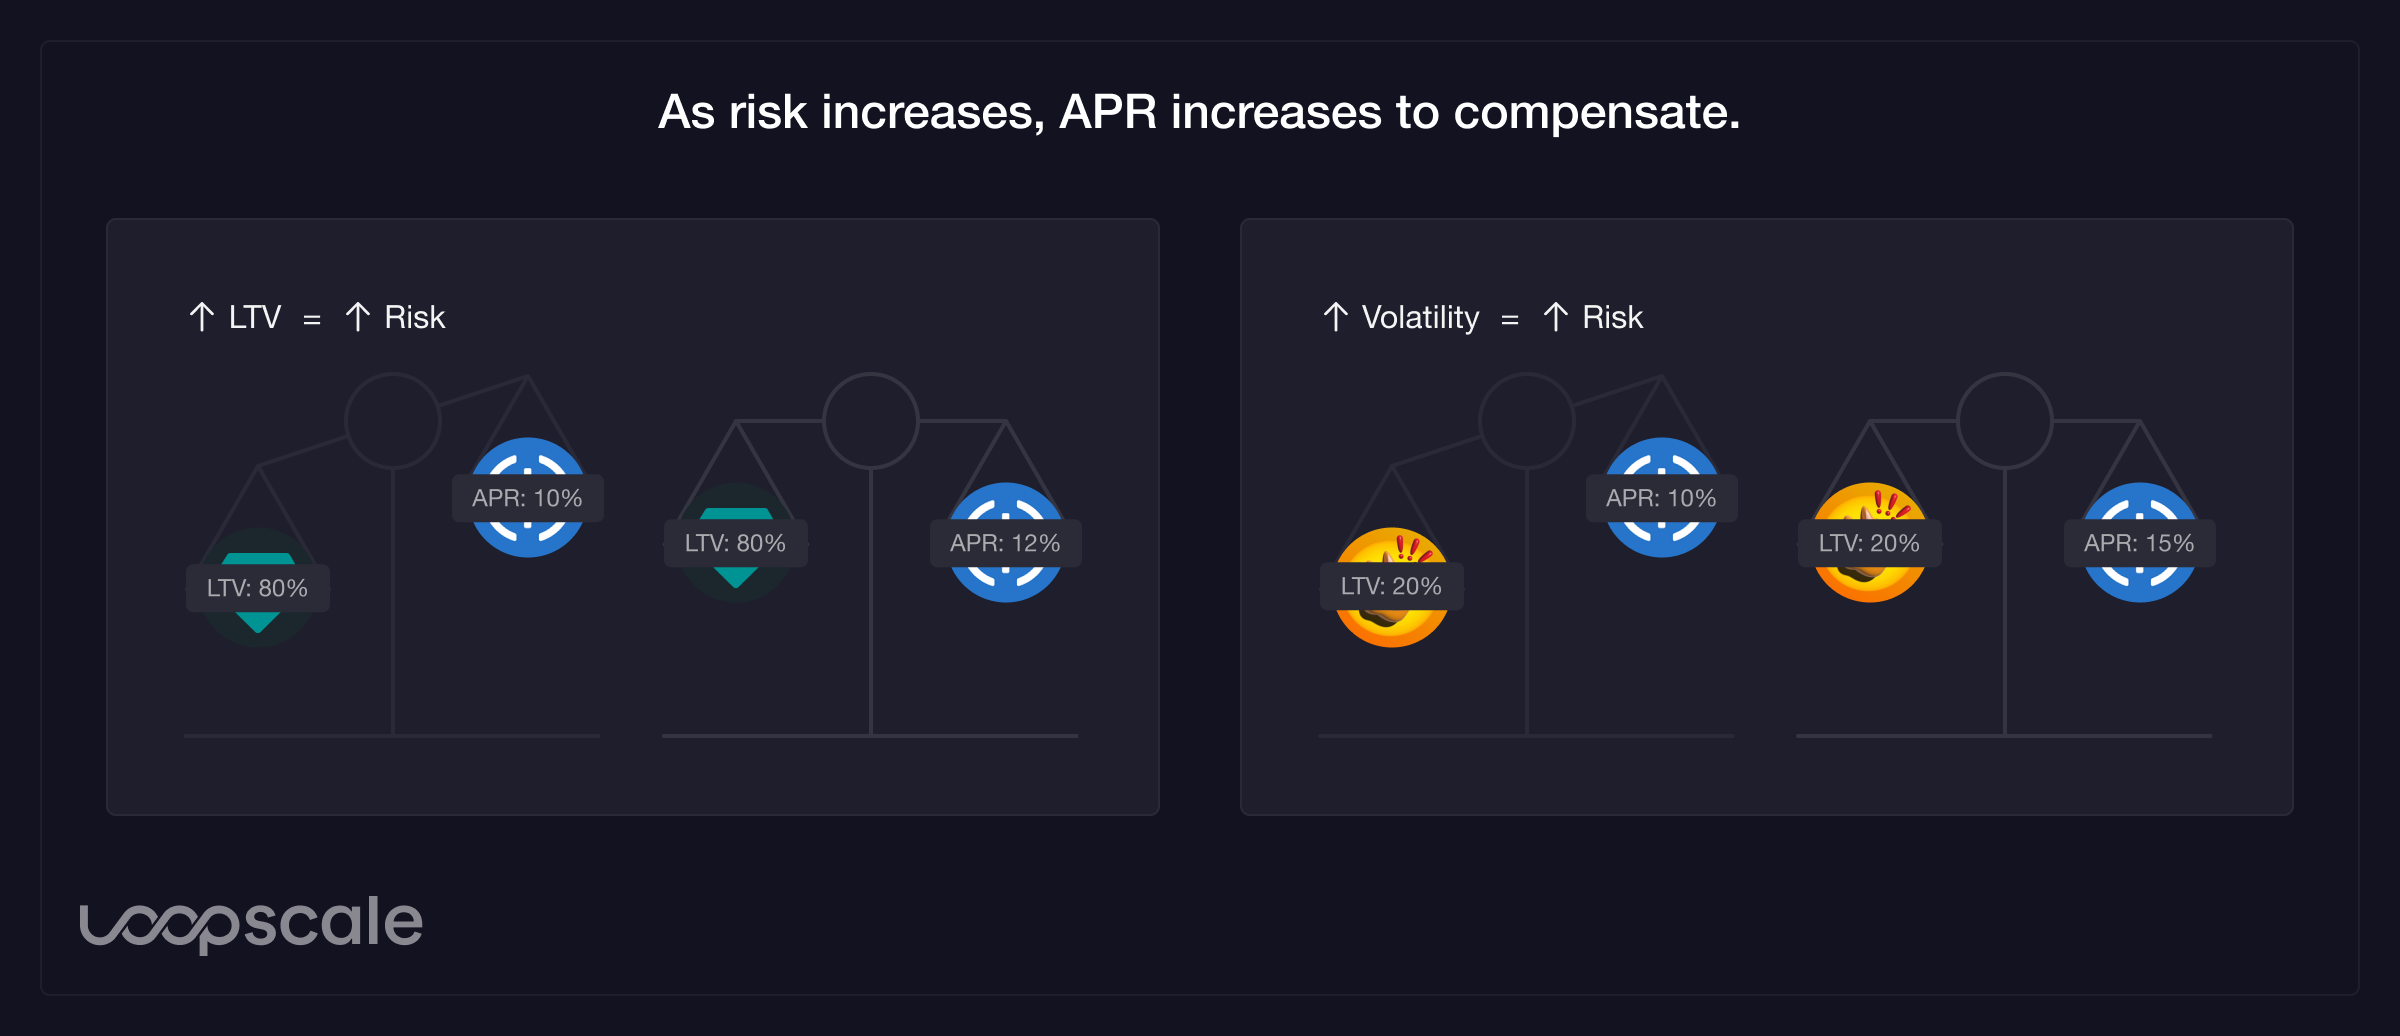 As risk increases, APR increases to compensate.
↑ LTV = ↑ Risk
APR: 10%
LTV: 80%
LTV: 80%
APR: 12%
↑ Volatility = ↑ Risk
APR: 10%
LTV: 20%
LTV: 20%
APR: 15%
loopscale